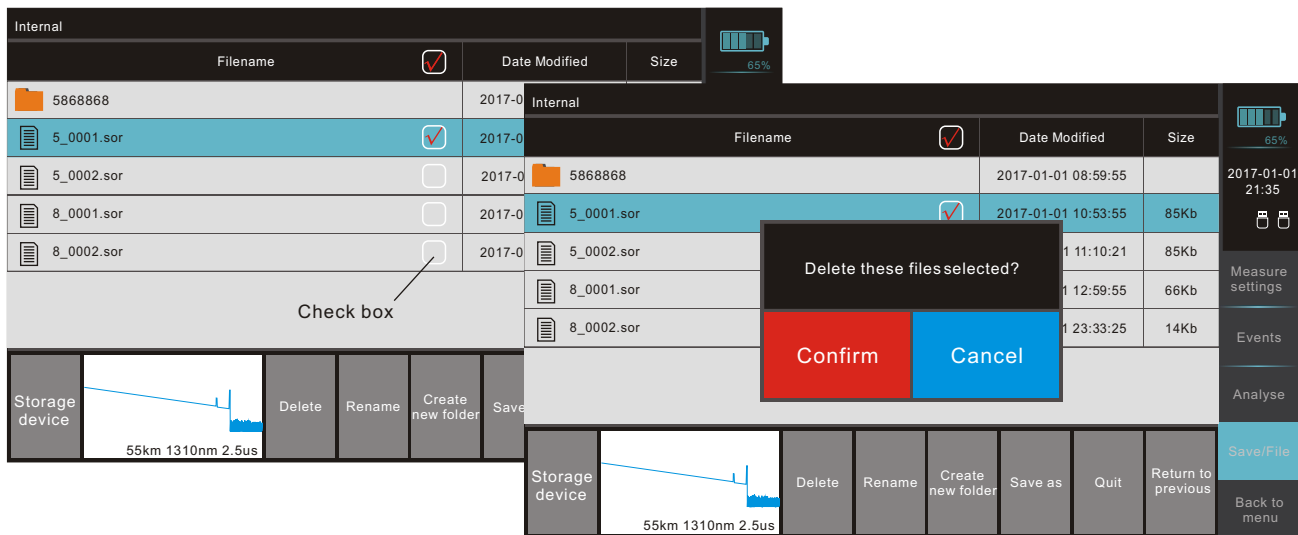 Internal
Filename Date Modified Size
65%
5868868 2017-0
5_0001.sor 2017-0
5_0002.sor 2017-0
8_0001.sor 2017-0
8_0002.sor 2017-0
Check box
Storage
device
55km 1310nm 2.5us
Delete
Rename
Create
new folder
Save
Internal
Filename Date Modified Size
5868868 2017-01-01 08:59:55
5_0001.sor 2017-01-01 10:53:55 85Kb
5_0002.sor 1 11:10:21 85Kb
8_0001.sor 1 12:59:55 66Kb
8_0002.sor 1 23:33:25 14Kb
Delete these files selected?
Confirm Cancel
Storage
device
55km 1310nm 2.5us
Delete
Rename
Create
new folder
Save as
Quit
Return to
previous
65%
2017-01-01
21:35
Measure
settings
Events
Analyse
Save/File
Back to
menu